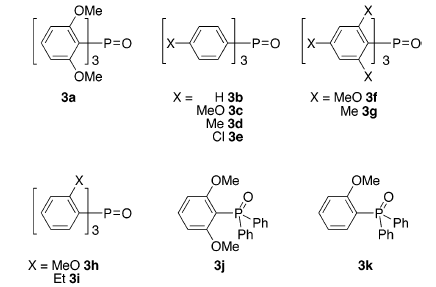 OMe
P=O
3
OMe
3a
X
P=O
3
X = H 3b
MeO 3c
Me 3d
Cl 3e
X
X
P=O
3
X
X = MeO 3f
Me 3g
X
P=O
3
X = MeO 3h
Et 3i
OMe
O
P
Ph
Ph
OMe
3j
OMe
O
P
Ph
Ph
3k